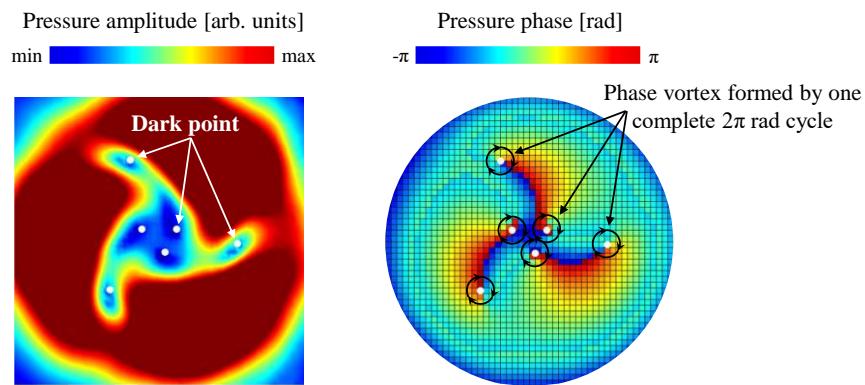 Pressure amplitude [arb. units]
min max
Dark point
Pressure phase [rad]
-π π
Phase vortex formed by one
complete 2π rad cycle